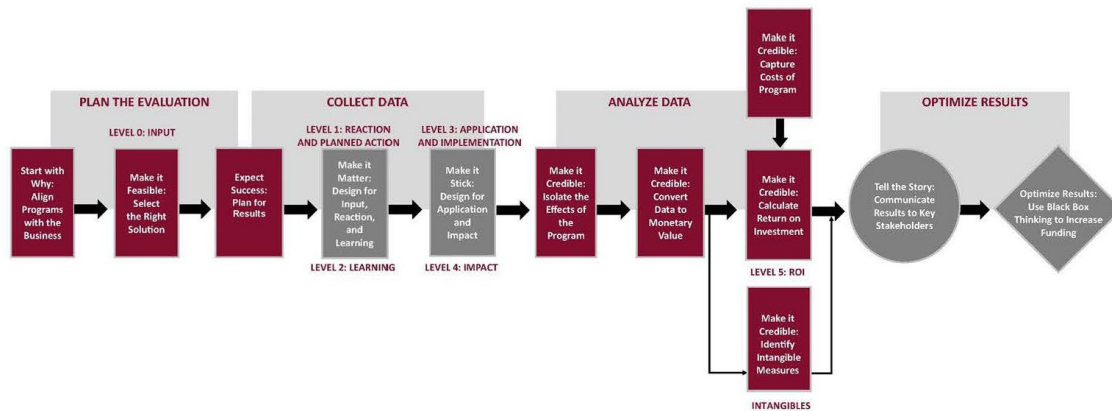 Make it
Credible:
Capture
Costs of
Program
PLAN THE EVALUATION
COLLECT DATA
ANALYZE DATA
OPTIMIZE RESULTS
LEVEL 0: INPUT
LEVEL 1: REACTION
AND PLANNED ACTION
LEVEL 3: APPLICATION
AND IMPLEMENTATION
Start with
Why:
Align
Programs
with the
Business
Make it
Feasible:
Select
the Right
Solution
Expect
Success:
Plan for
Results
Make it
Matter:
Design for
Input,
Reaction,
and
Learning
Make it
Stick:
Design for
Application
and
Impact
Make it
Credible:
Isolate the
Effects of
the
Program
Make it
Credible:
Convert
Data to
Monetary
Value
Make it
Credible:
Calculate
Return on
Investment
Tell the Story:
Communicate
Results to Key
Stakeholders
Optimize Results:
Use Black Box
Thinking to Increase
Funding
LEVEL 2: LEARNING
LEVEL 4: IMPACT
LEVEL 5: ROI
Make it
Credible:
Identify
Intangible
Measures
INTANGIBLES